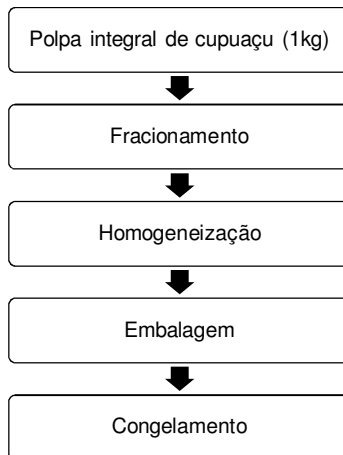 Polpa integral de cupuaçu (1kg)
Fracionamento
Homogeneização
Embalagem
Congelamento